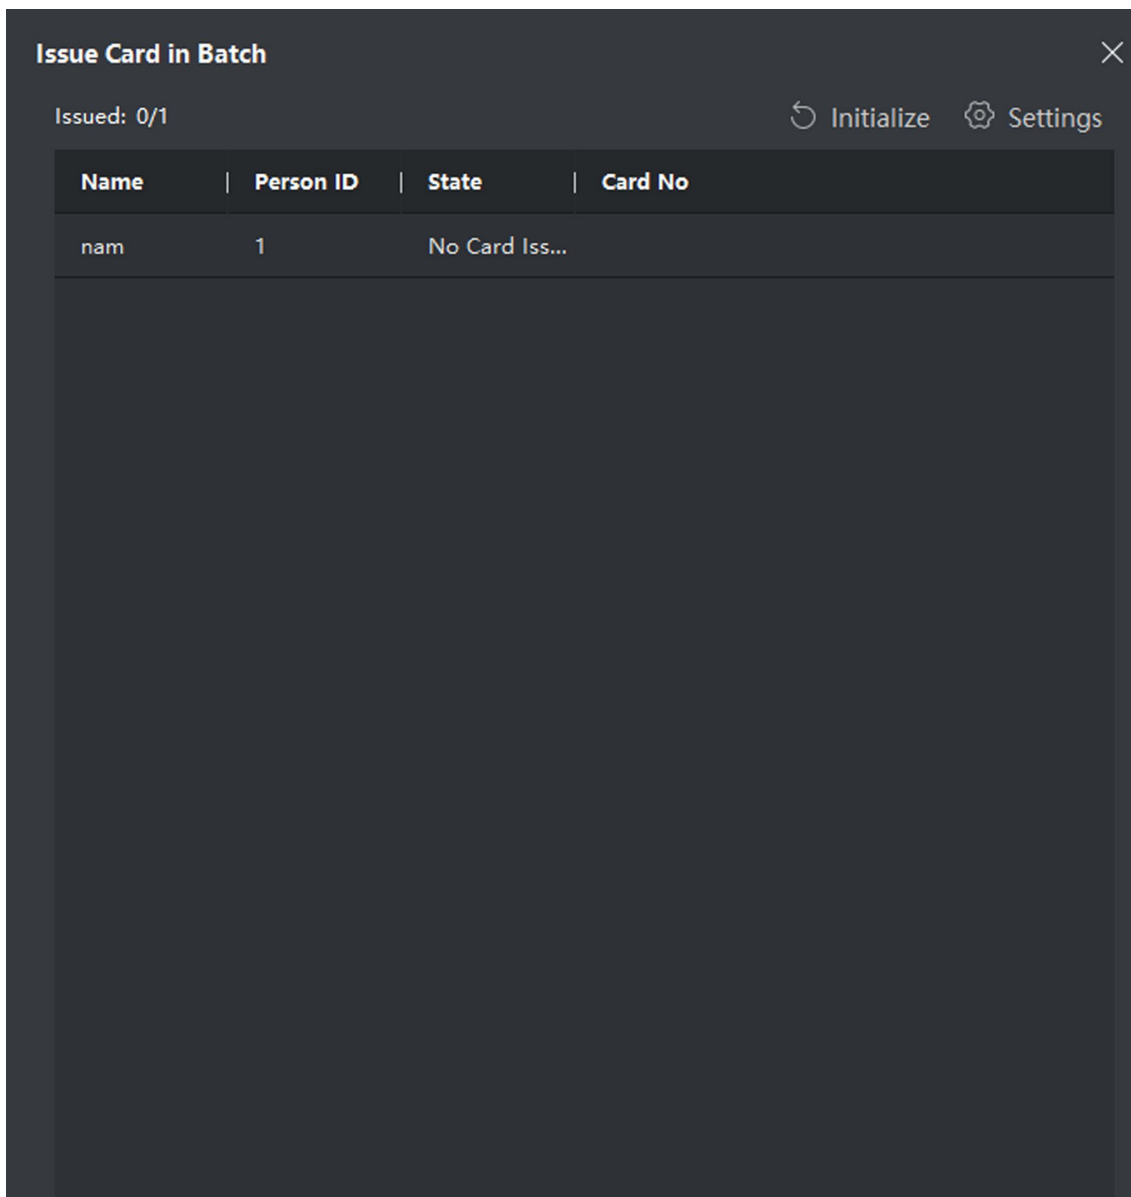 Issue Card in Batch
Issued: 0/1 Initialize Settings
Name | Person ID | State | Card No
nam 1 No Card Iss...